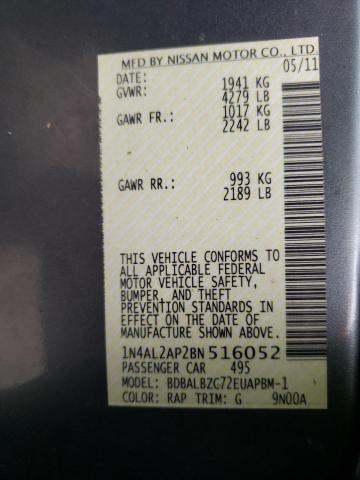 MFD BY NISSAN MOTOR CO., LTD
DATE: 05/11
GVWR: 1941 KG
4279 LB
GAWR FR.: 1017 KG
2242 LB
GAWR RR.: 993 KG
2189 LB
THIS VEHICLE CONFORMS TO
ALL APPLICABLE FEDERAL
MOTOR VEHICLE SAFETY,
BUMPER, AND THEFT
PREVENTION STANDARDS IN
EFFECT ON THE DATE OF
MANUFACTURE SHOWN ABOVE.
1N4AL2AP2BN516052
PASSENGER CAR 495
MODEL: BDBALBZC72EUAPBM-1
COLOR: RAP TRIM: G 9N00A